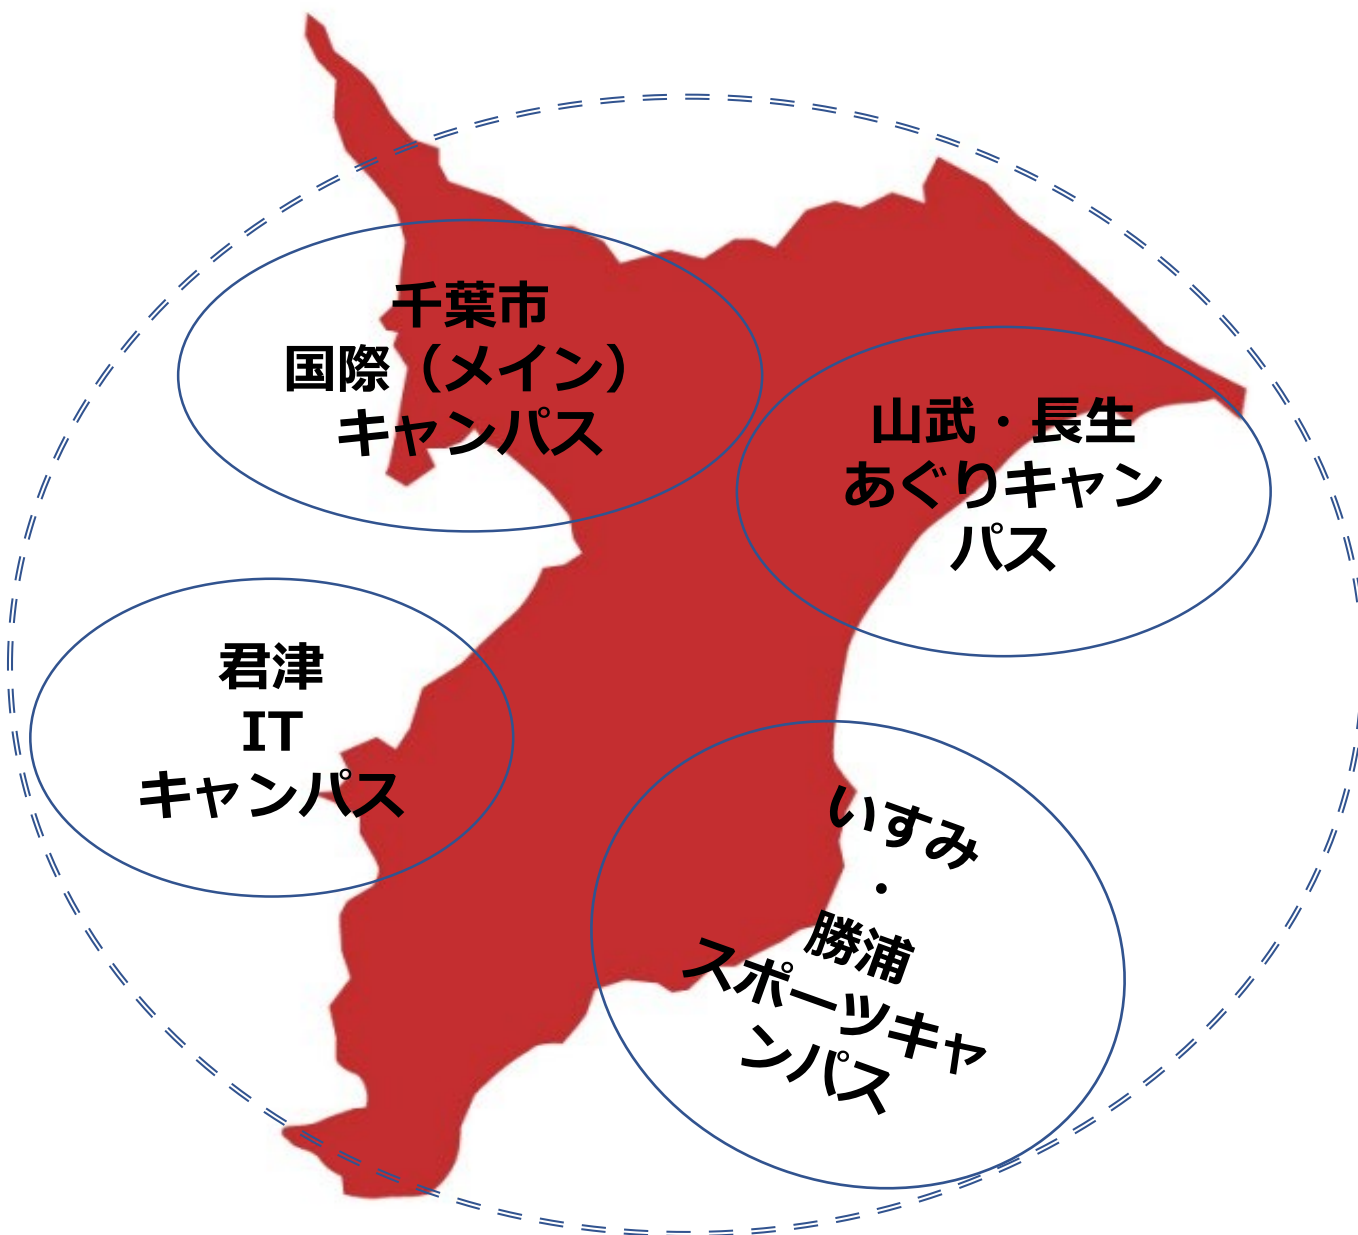 千葉市
国際（メイン）
キャンパス
山武・長生
あぐりキャン
パス
君津
IT
キャンパス
いすみ
・
勝浦
スポーツキャ
ンパス